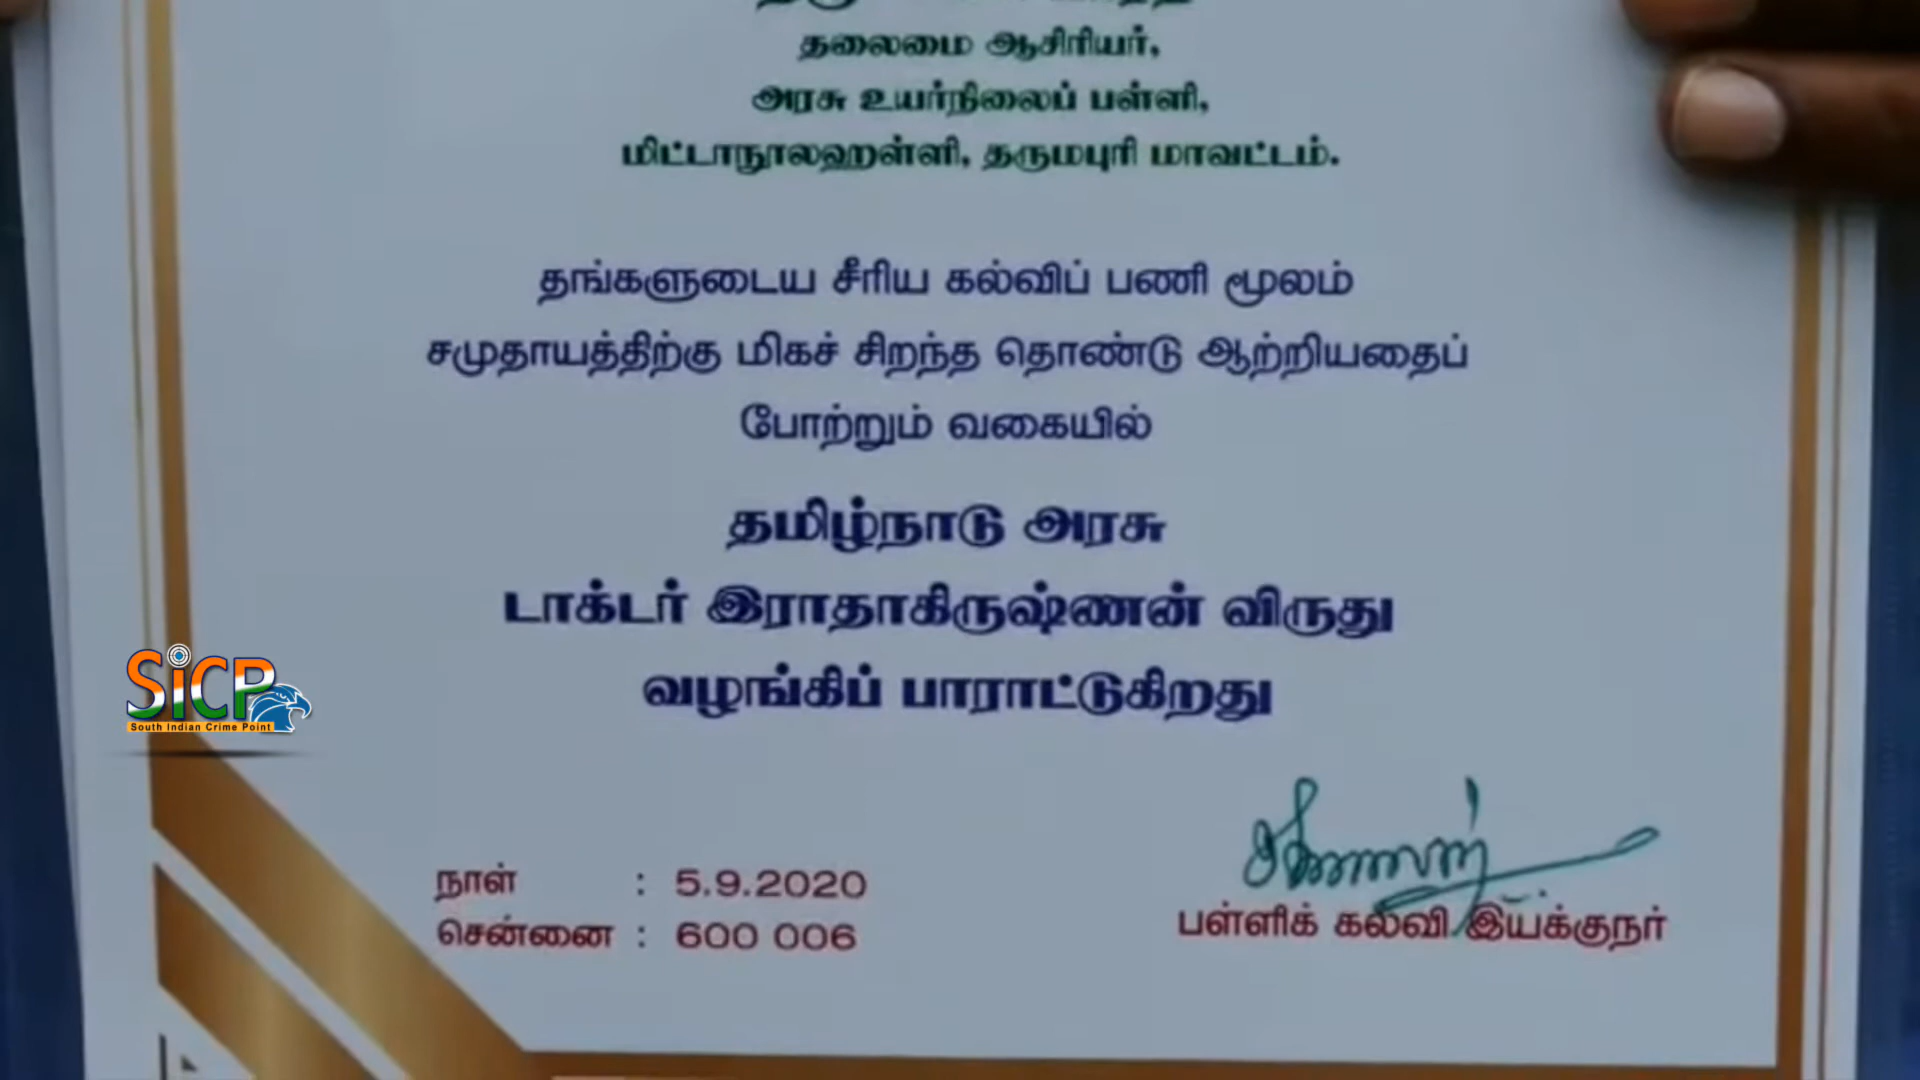 தலைமை ஆசிரியர்,
அரசு உயர்நிலைப் பள்ளி,
மிட்டாநூலஹள்ளி, தருமபுரி மாவட்டம்.
தங்களுடைய சீரிய கல்விப் பணி மூலம்
சமுதாயத்திற்கு மிகச் சிறந்த தொண்டு ஆற்றியதைப்
போற்றும் வகையில்
தமிழ்நாடு அரசு
டாக்டர் இராதாகிருஷ்ணன் விருது
வழங்கிப் பாராட்டுகிறது
SiCP
South Indian Crime Point
நாள் : 5.9.2020
சென்னை : 600 006
பள்ளிக் கல்வி இயக்குநர்